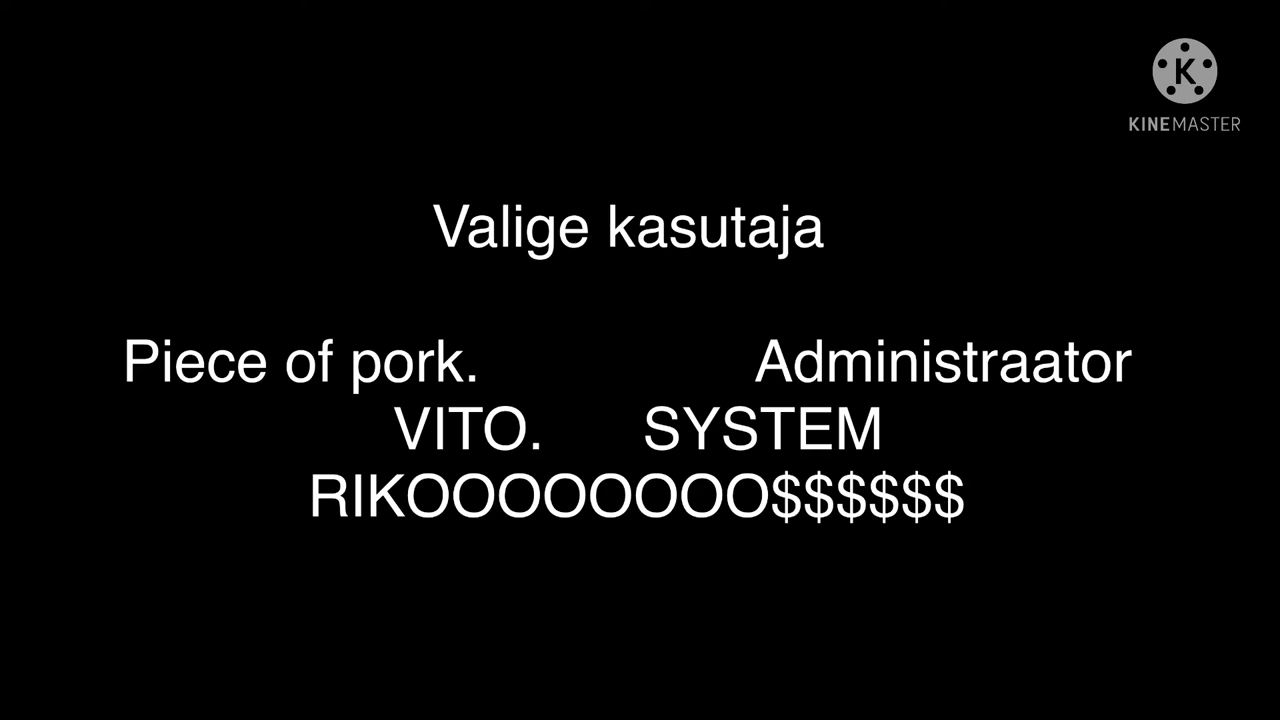 K
KINEMASTER
Valige kasutaja
Piece of pork. Administraator
VITO. SYSTEM
RIKOOOOOOOO$$$$$$